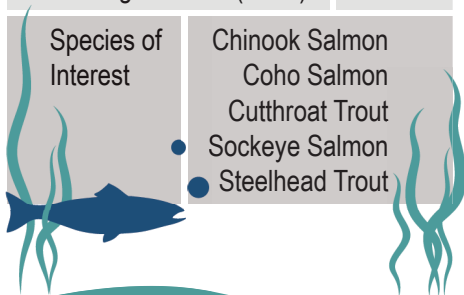 Species of
Interest
Chinook Salmon
Coho Salmon
Cutthroat Trout
Sockeye Salmon
Steelhead Trout